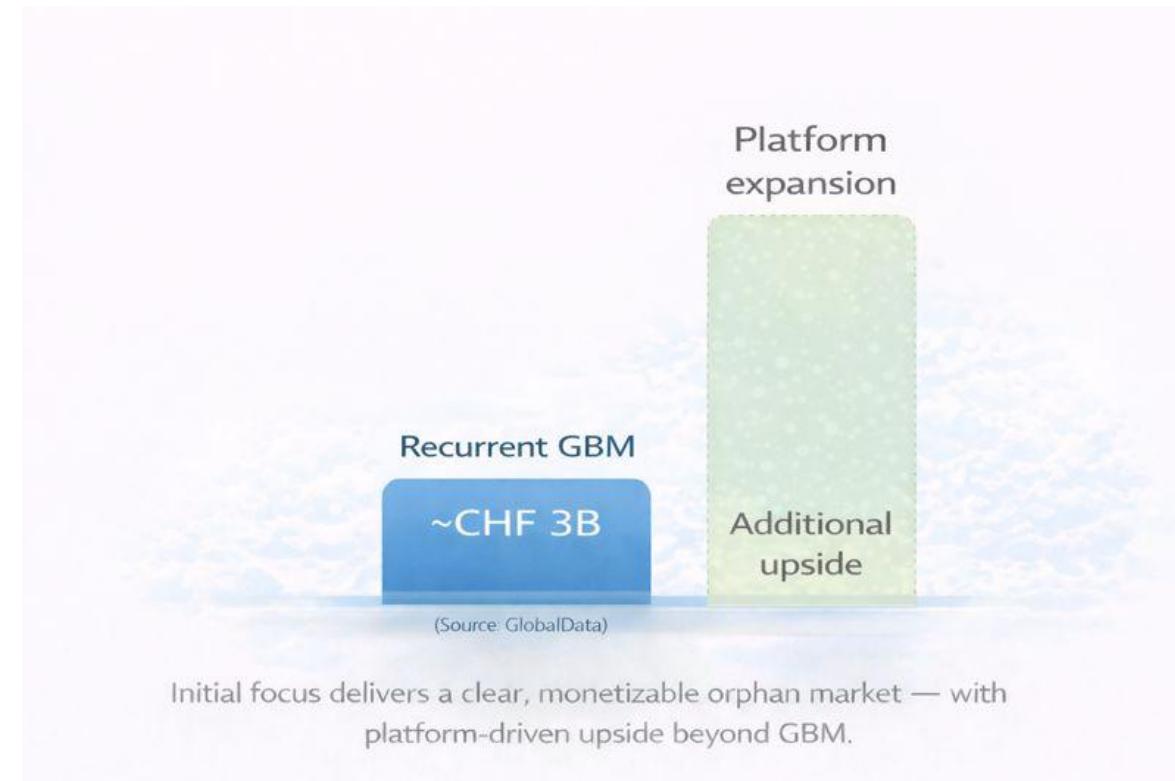 Platform
expansion
Recurrent GBM
~CHF 3B
Additional
upside
(Source: GlobalData)
Initial focus delivers a clear, monetizable orphan market — with
platform-driven upside beyond GBM.